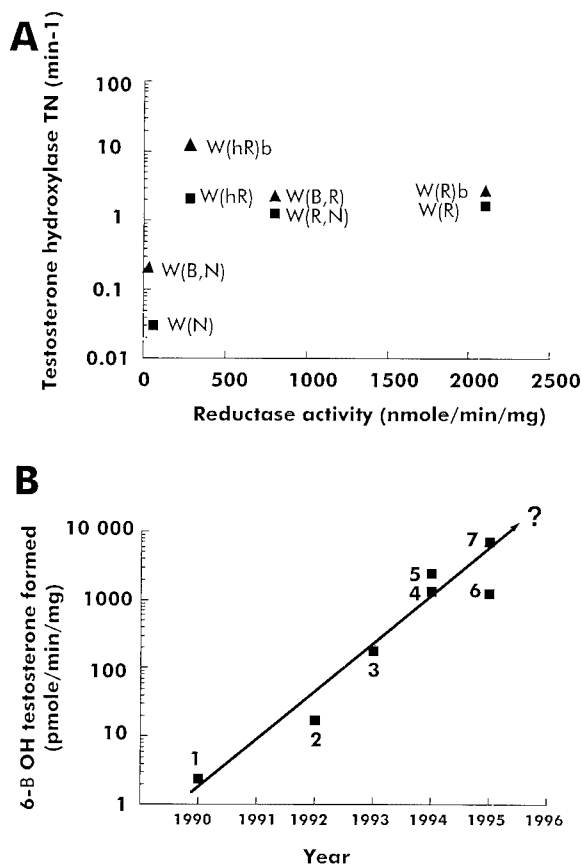 A
Testosterone hydroxylase TN (min-1)
100
10
1
0.1
0.01
W(hR)b
W(hR)
W(B,R)
W(R,N)
W(R)b
W(R)
W(B,N)
W(N)
0
500
1000
1500
2000
2500
Reductase activity (nmole/min/mg)
B
6-B OH testosterone formed
(pmole/min/mg)
10 000
1000
100
10
1
1
2
3
5
4
7
6
?
1990
1991
1992
1993
1994
1995
1996
Year